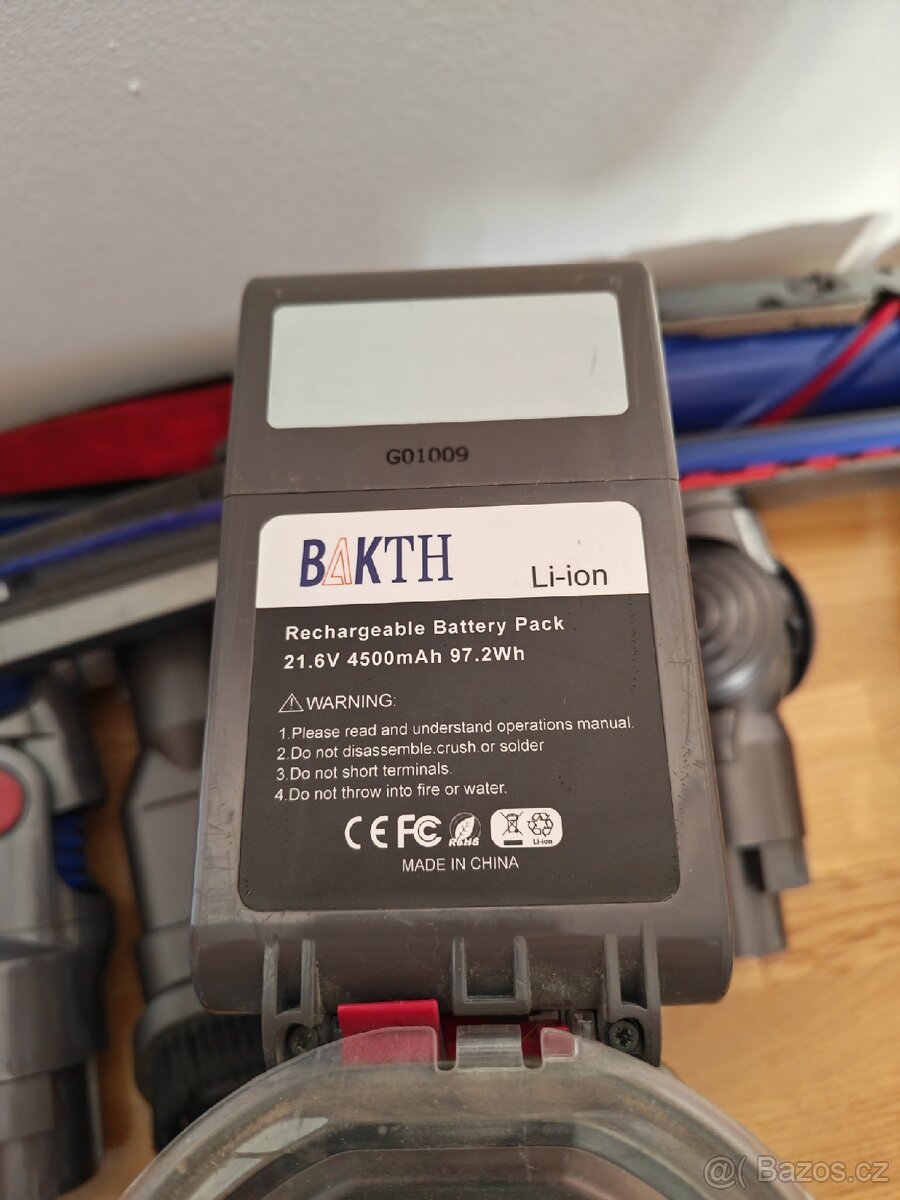 G01009
BAKTH
Li-ion
Rechargeable Battery Pack
21.6V 4500mAh 97.2Wh
WARNING:
1.Please read and understand operations manual.
2.Do not disassemble.crush or solder
3.Do not short terminals.
4.Do not throw into fire or water.
CE FC RoHS Li-ion
MADE IN CHINA
@( Bazos.cz